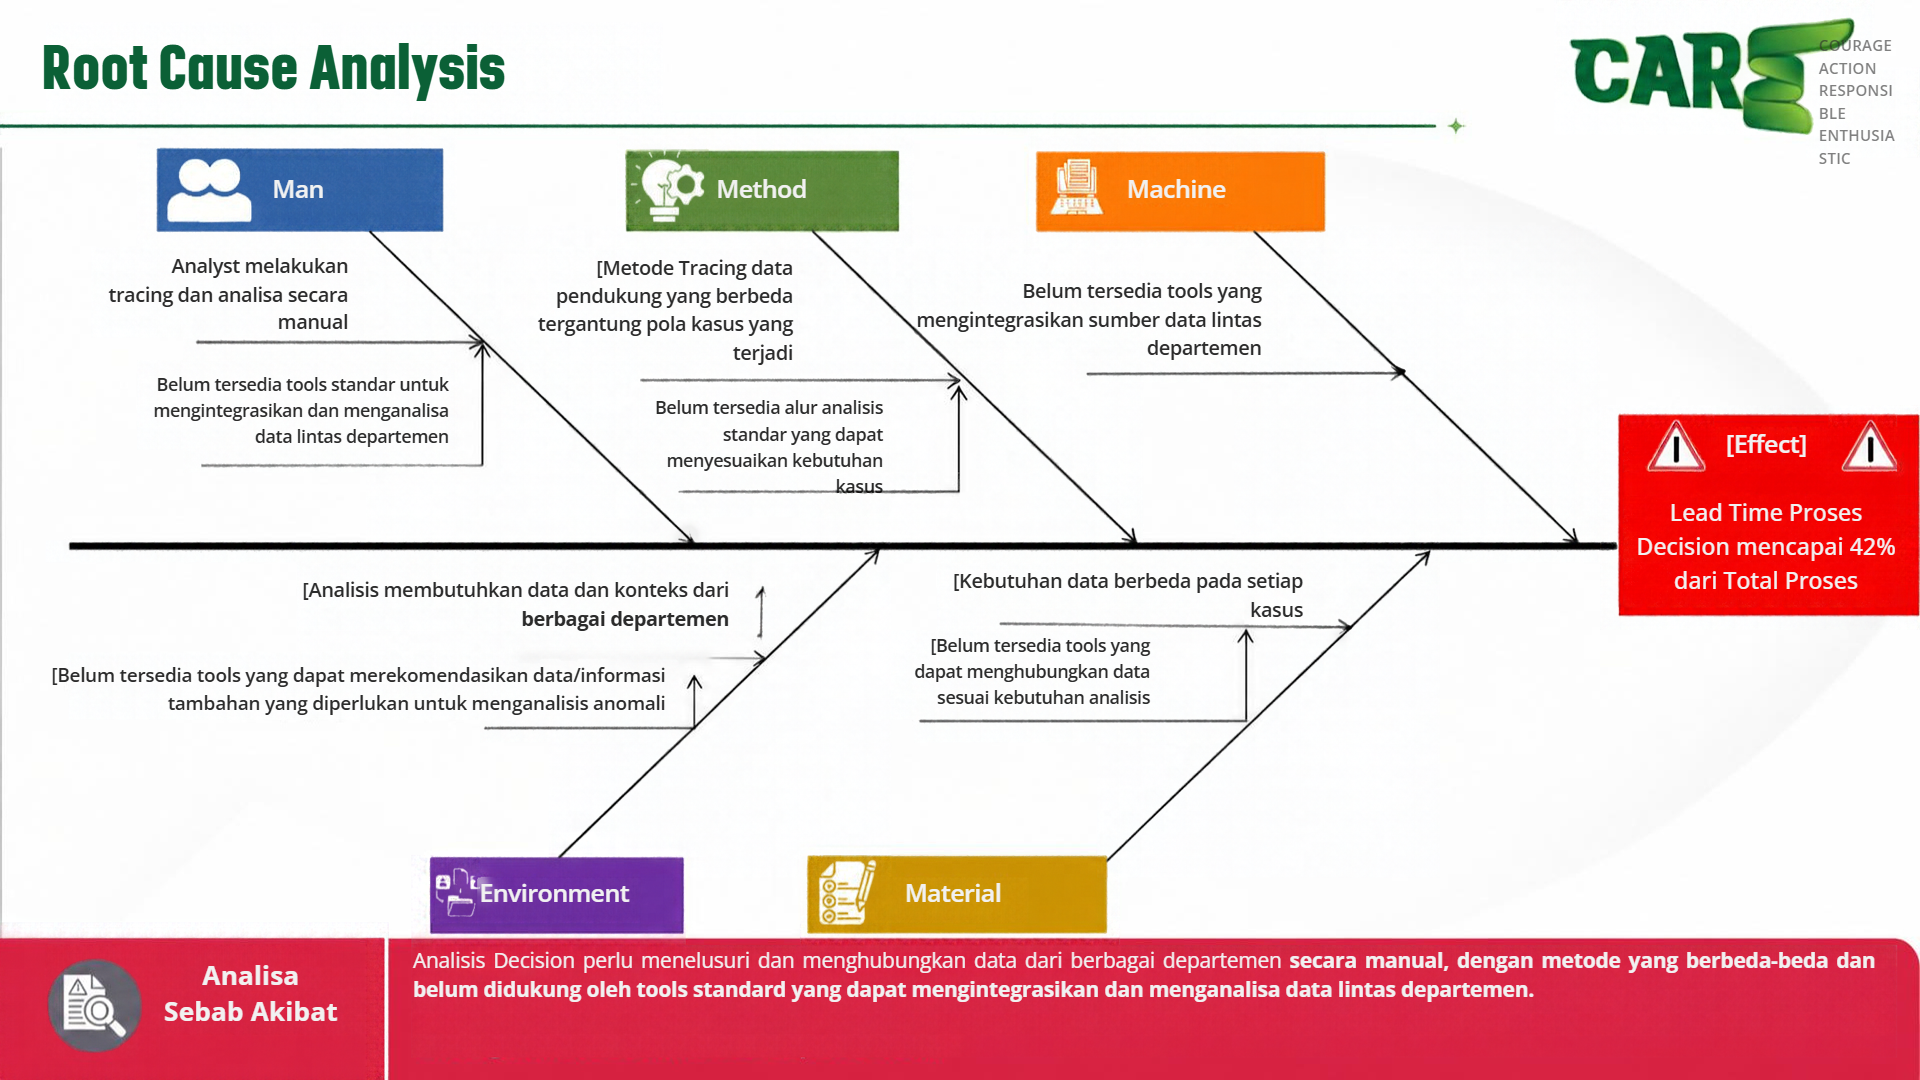 Root Cause Analysis
CARE
COURAGE
ACTION
RESPONSI
BLE
ENTHUSIA
STIC
Man
Method
Machine
Analyst melakukan
tracing dan analisa secara
manual
Belum tersedia tools standar untuk
mengintegrasikan dan menganalisa
data lintas departemen
[Metode Tracing data
pendukung yang berbeda
tergantung pola kasus yang
terjadi
Belum tersedia alur analisis
standar yang dapat
menyesuaikan kebutuhan
kasus
Belum tersedia tools yang
mengintegrasikan sumber data lintas
departemen
[Effect]
Lead Time Proses
Decision mencapai 42%
dari Total Proses
[Analisis membutuhkan data dan konteks dari
berbagai departemen
[Belum tersedia tools yang dapat merekomendasikan data/informasi
tambahan yang diperlukan untuk menganalisis anomali
[Kebutuhan data berbeda pada setiap
kasus
[Belum tersedia tools yang
dapat menghubungkan data
sesuai kebutuhan analisis
Environment
Material
Analisa
Sebab Akibat
Analisis Decision perlu menelusuri dan menghubungkan data dari berbagai departemen secara manual, dengan metode yang berbeda-beda dan
belum didukung oleh tools standard yang dapat mengintegrasikan dan menganalisa data lintas departemen.